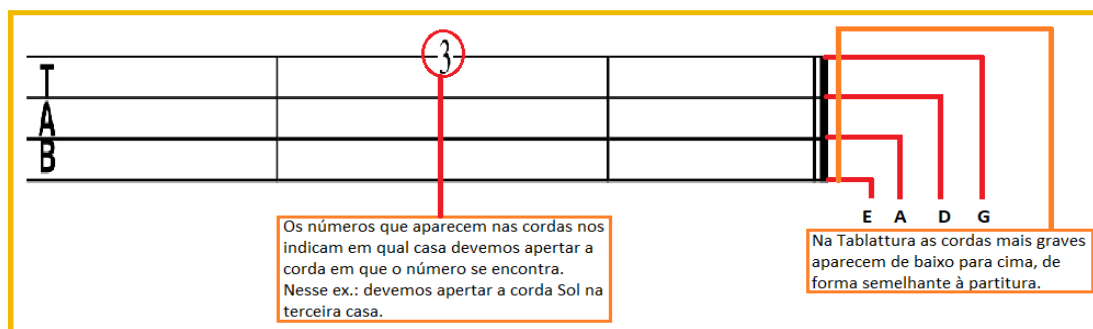 3
T
A
B
E A D G
Os números que aparecem nas cordas nos
indicam em qual casa devemos apertar a
corda em que o número se encontra.
Nesse ex.: devemos apertar a corda Sol na
terceira casa.
Na Tablattura as cordas mais graves
aparecem de baixo para cima, de
forma semelhante à partitura.